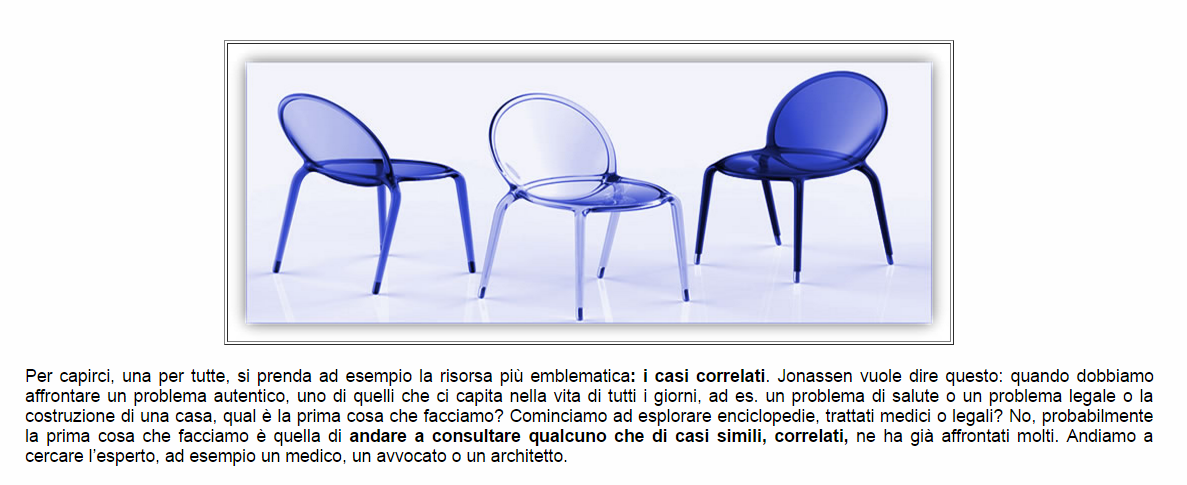 Per capirci, una per tutte, si prenda ad esempio la risorsa più emblematica: i casi correlati. Jonassen vuole dire questo: quando dobbiamo
affrontare un problema autentico, uno di quelli che ci capita nella vita di tutti i giorni, ad es. un problema di salute o un problema legale o la
costruzione di una casa, qual è la prima cosa che facciamo? Cominciamo ad esplorare enciclopedie, trattati medici o legali? No, probabilmente
la prima cosa che facciamo è quella di andare a consultare qualcuno che di casi simili, correlati, ne ha già affrontati molti. Andiamo a
cercare l’esperto, ad esempio un medico, un avvocato o un architetto.